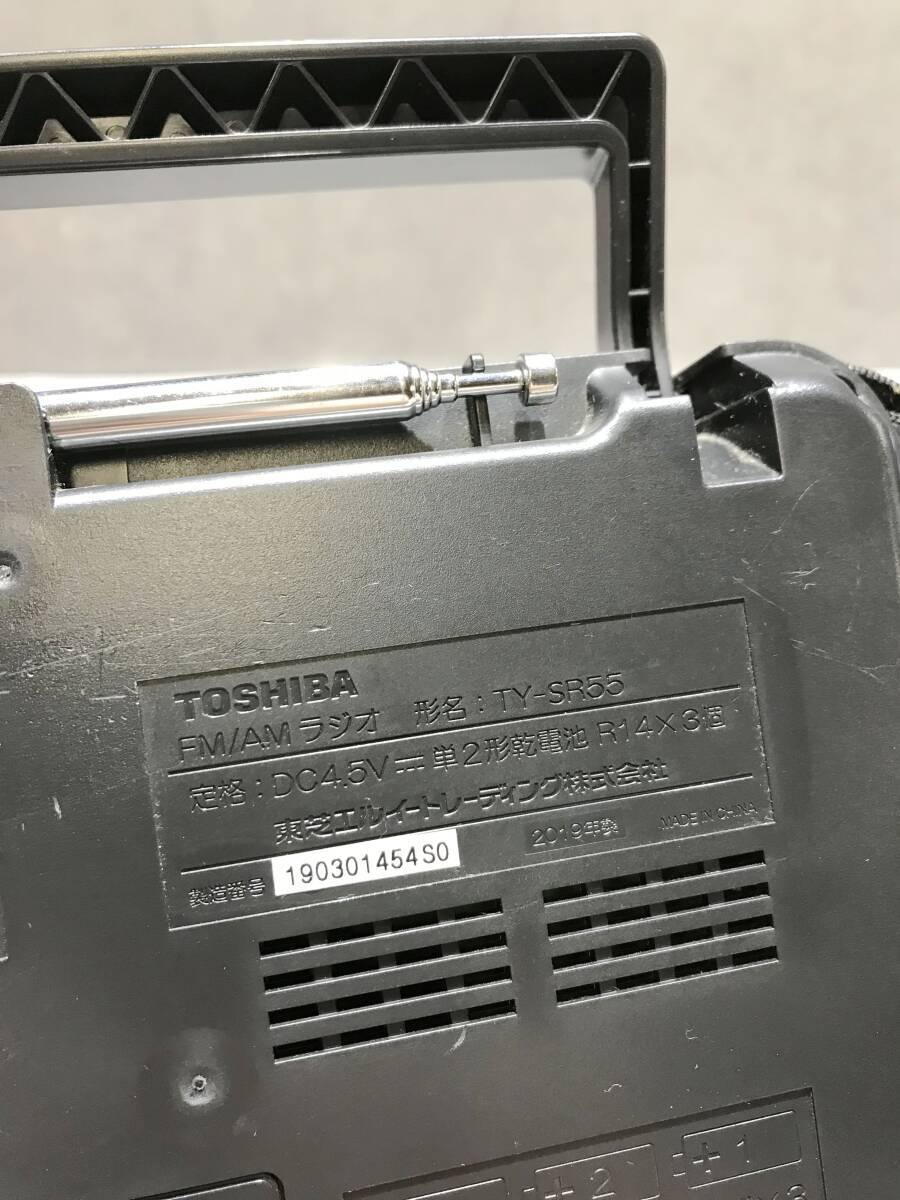 TOSHIBA
FM/AM ラジオ 形名：TY-SR55
定格：DC4.5V⎓単2形乾電池 R14×3個
東芝エルイートレーディング株式会社
製造番号 190301454S0 2019年製 MADE IN CHINA
+2 +1